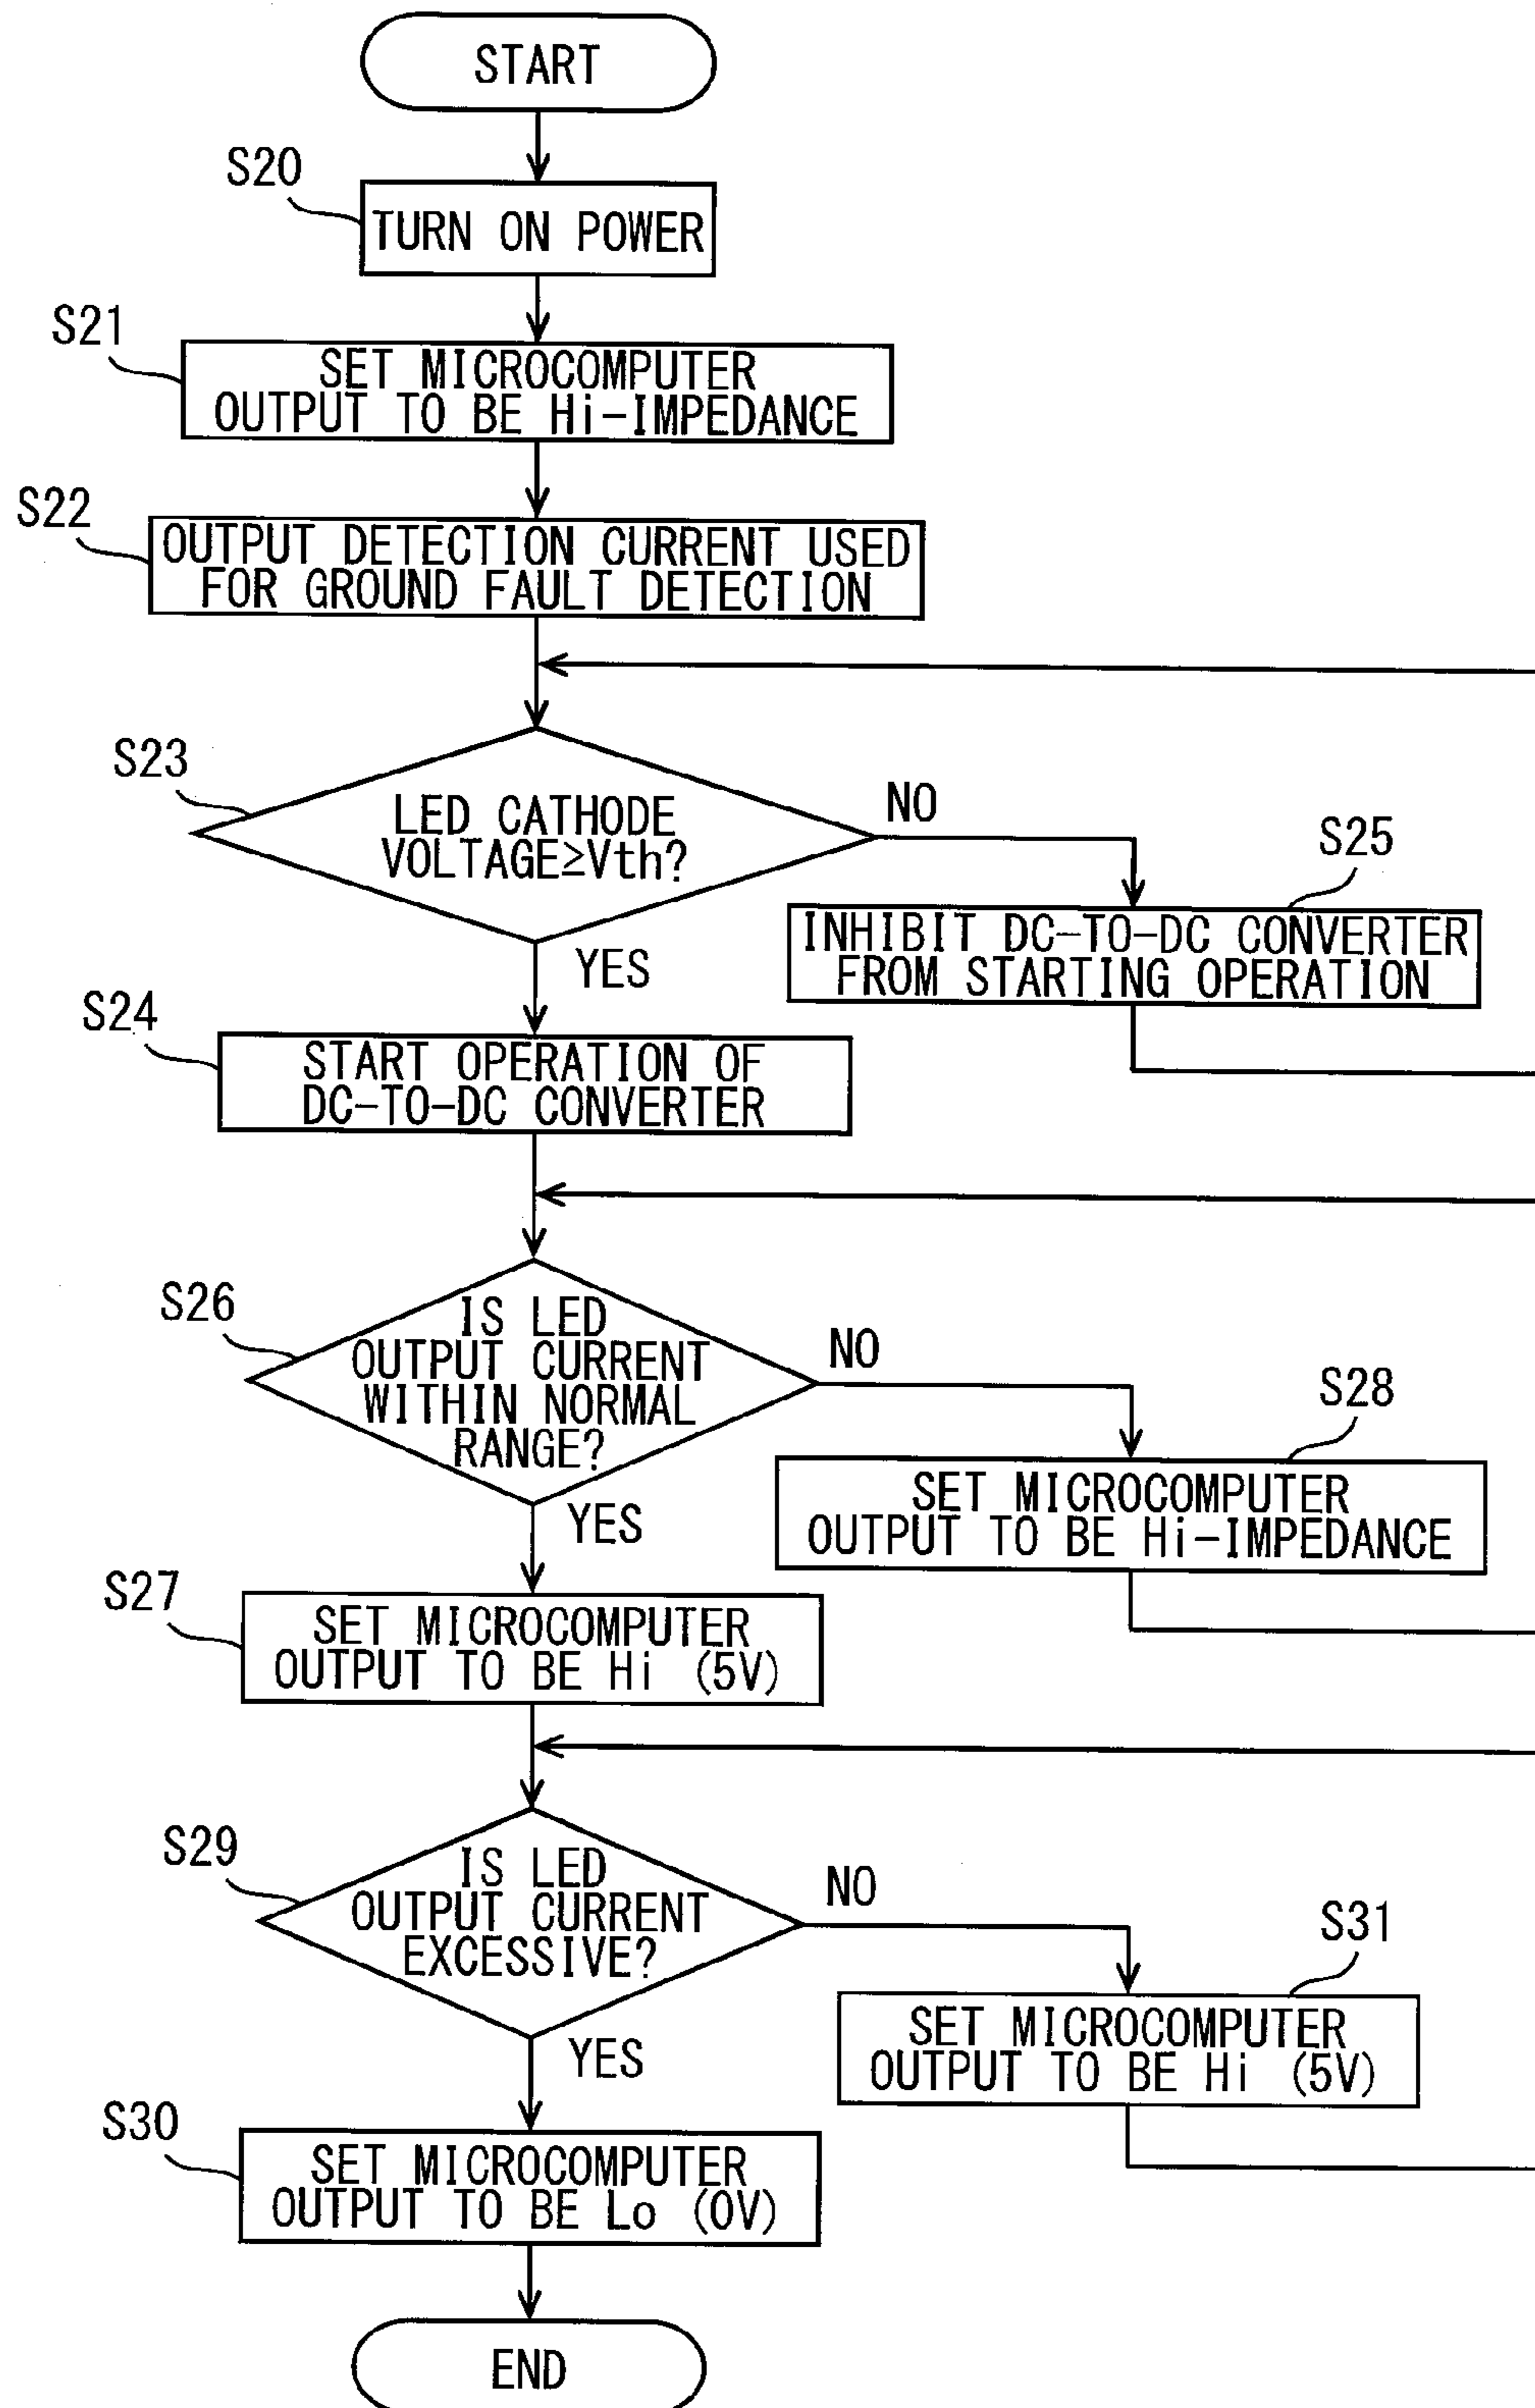 START
S20
TURN ON POWER
S21
SET MICROCOMPUTER
OUTPUT TO BE Hi-IMPEDANCE
S22
OUTPUT DETECTION CURRENT USED
FOR GROUND FAULT DETECTION
S23
LED CATHODE
VOLTAGE≥Vth?
NO
YES
S25
INHIBIT DC-TO-DC CONVERTER
FROM STARTING OPERATION
S24
START OPERATION OF
DC-TO-DC CONVERTER
S26
IS LED
OUTPUT CURRENT
WITHIN NORMAL
RANGE?
NO
YES
S28
SET MICROCOMPUTER
OUTPUT TO BE Hi-IMPEDANCE
S27
SET MICROCOMPUTER
OUTPUT TO BE Hi (5V)
S29
IS LED
OUTPUT CURRENT
EXCESSIVE?
NO
YES
S31
SET MICROCOMPUTER
OUTPUT TO BE Hi (5V)
S30
SET MICROCOMPUTER
OUTPUT TO BE Lo (0V)
END